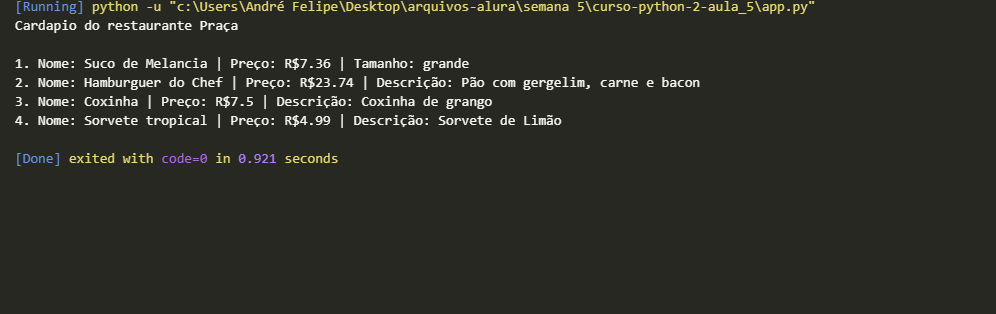 [Running] python -u "c:\Users\André Felipe\Desktop\arquivos-alura\semana 5\curso-python-2-aula_5\app.py"
Cardapio do restaurante Praça
1. Nome: Suco de Melancia | Preço: R$7.36 | Tamanho: grande
2. Nome: Hamburguer do Chef | Preço: R$23.74 | Descrição: Pão com gergelim, carne e bacon
3. Nome: Coxinha | Preço: R$7.5 | Descrição: Coxinha de grango
4. Nome: Sorvete tropical | Preço: R$4.99 | Descrição: Sorvete de Limão
[Done] exited with code=0 in 0.921 seconds